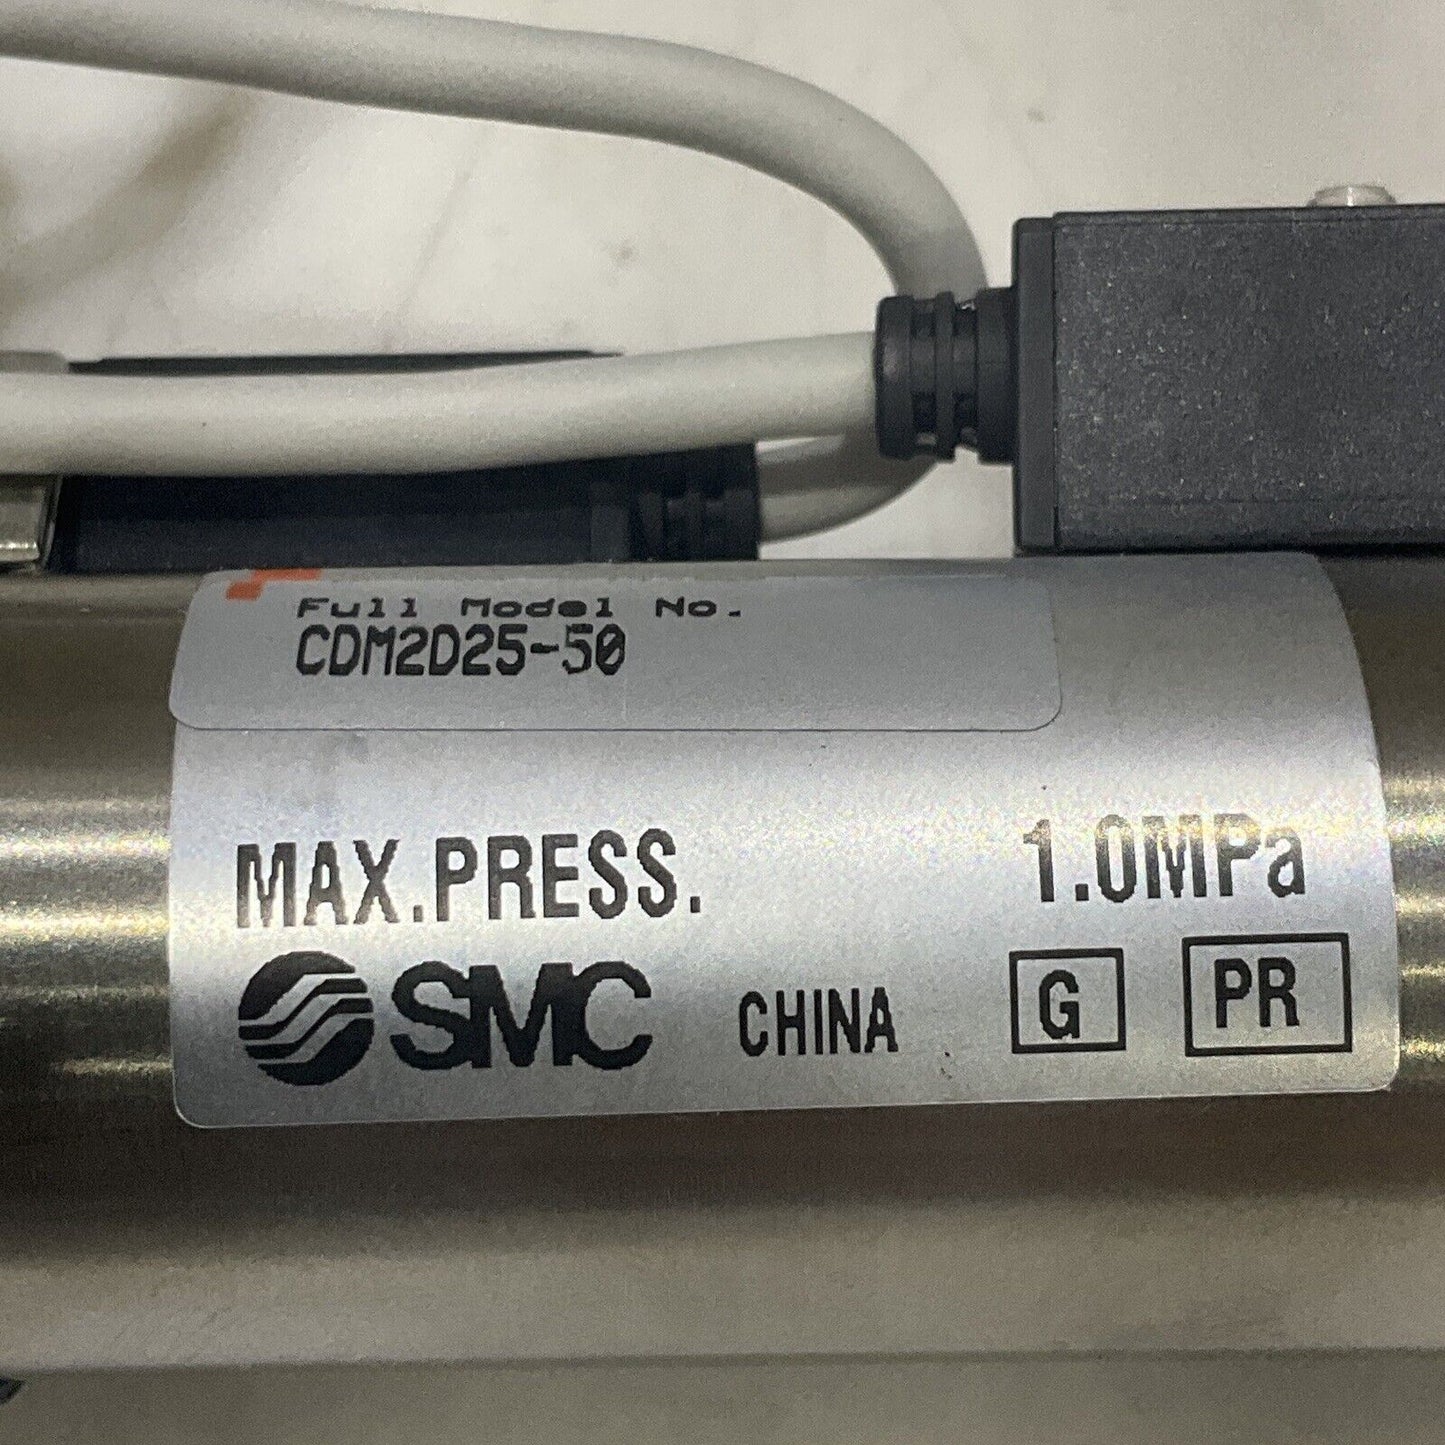 Full Model No.
CDM2D25-50
MAX.PRESS. 1.0MPa
SMC CHINA G PR